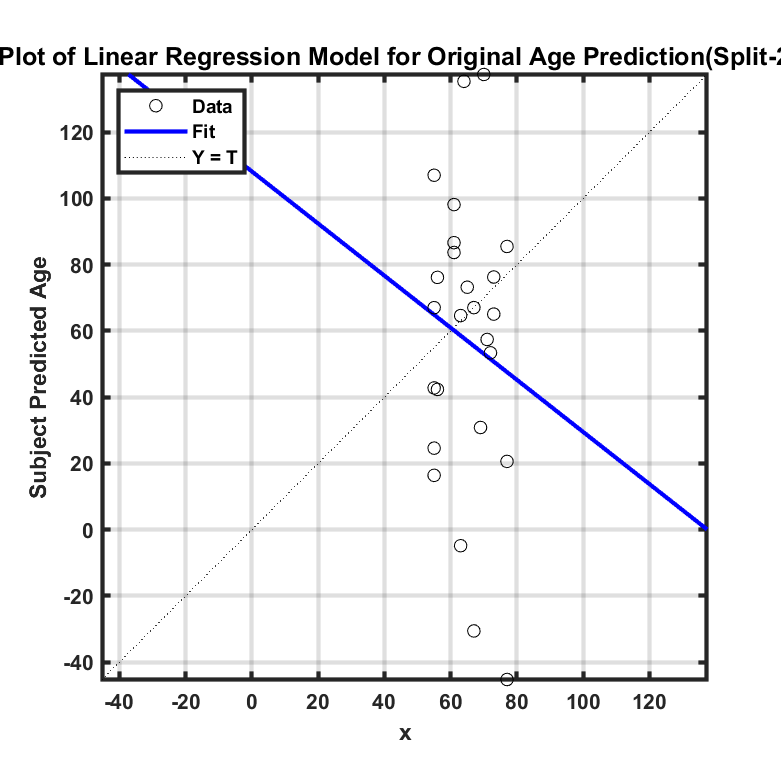 Plot of Linear Regression Model for Original Age Prediction(Split-2
Data
Fit
Y = T
120
100
80
60
40
20
0
-20
-40
Subject Predicted Age
-40 -20 0 20 40 60 80 100 120
x